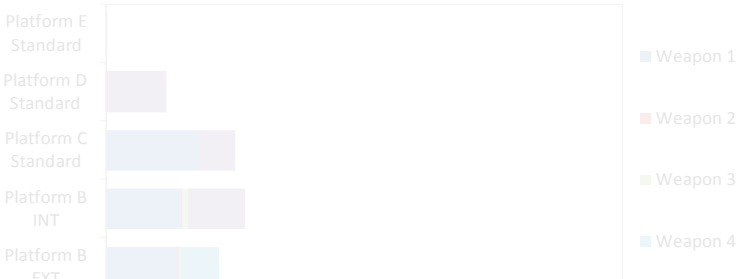 Platform E
Standard
Platform D
Standard
Platform C
Standard
Platform B
INT
Platform B
EXT
Weapon 1
Weapon 2
Weapon 3
Weapon 4